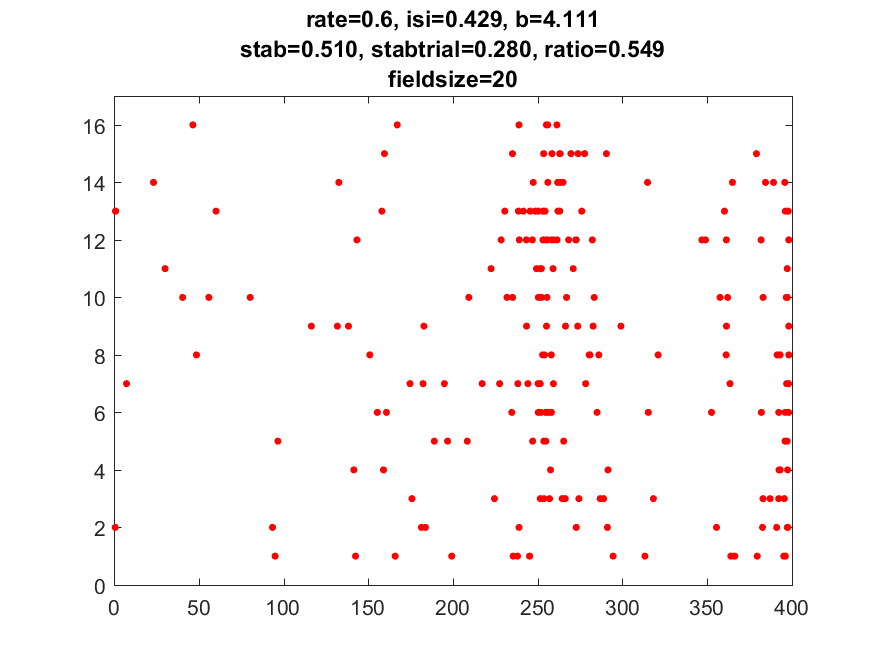 rate=0.6, isi=0.429, b=4.111
stab=0.510, stabtrial=0.280, ratio=0.549
fieldsize=20
16
14
12
10
8
6
4
2
0
0 50 100 150 200 250 300 350 400